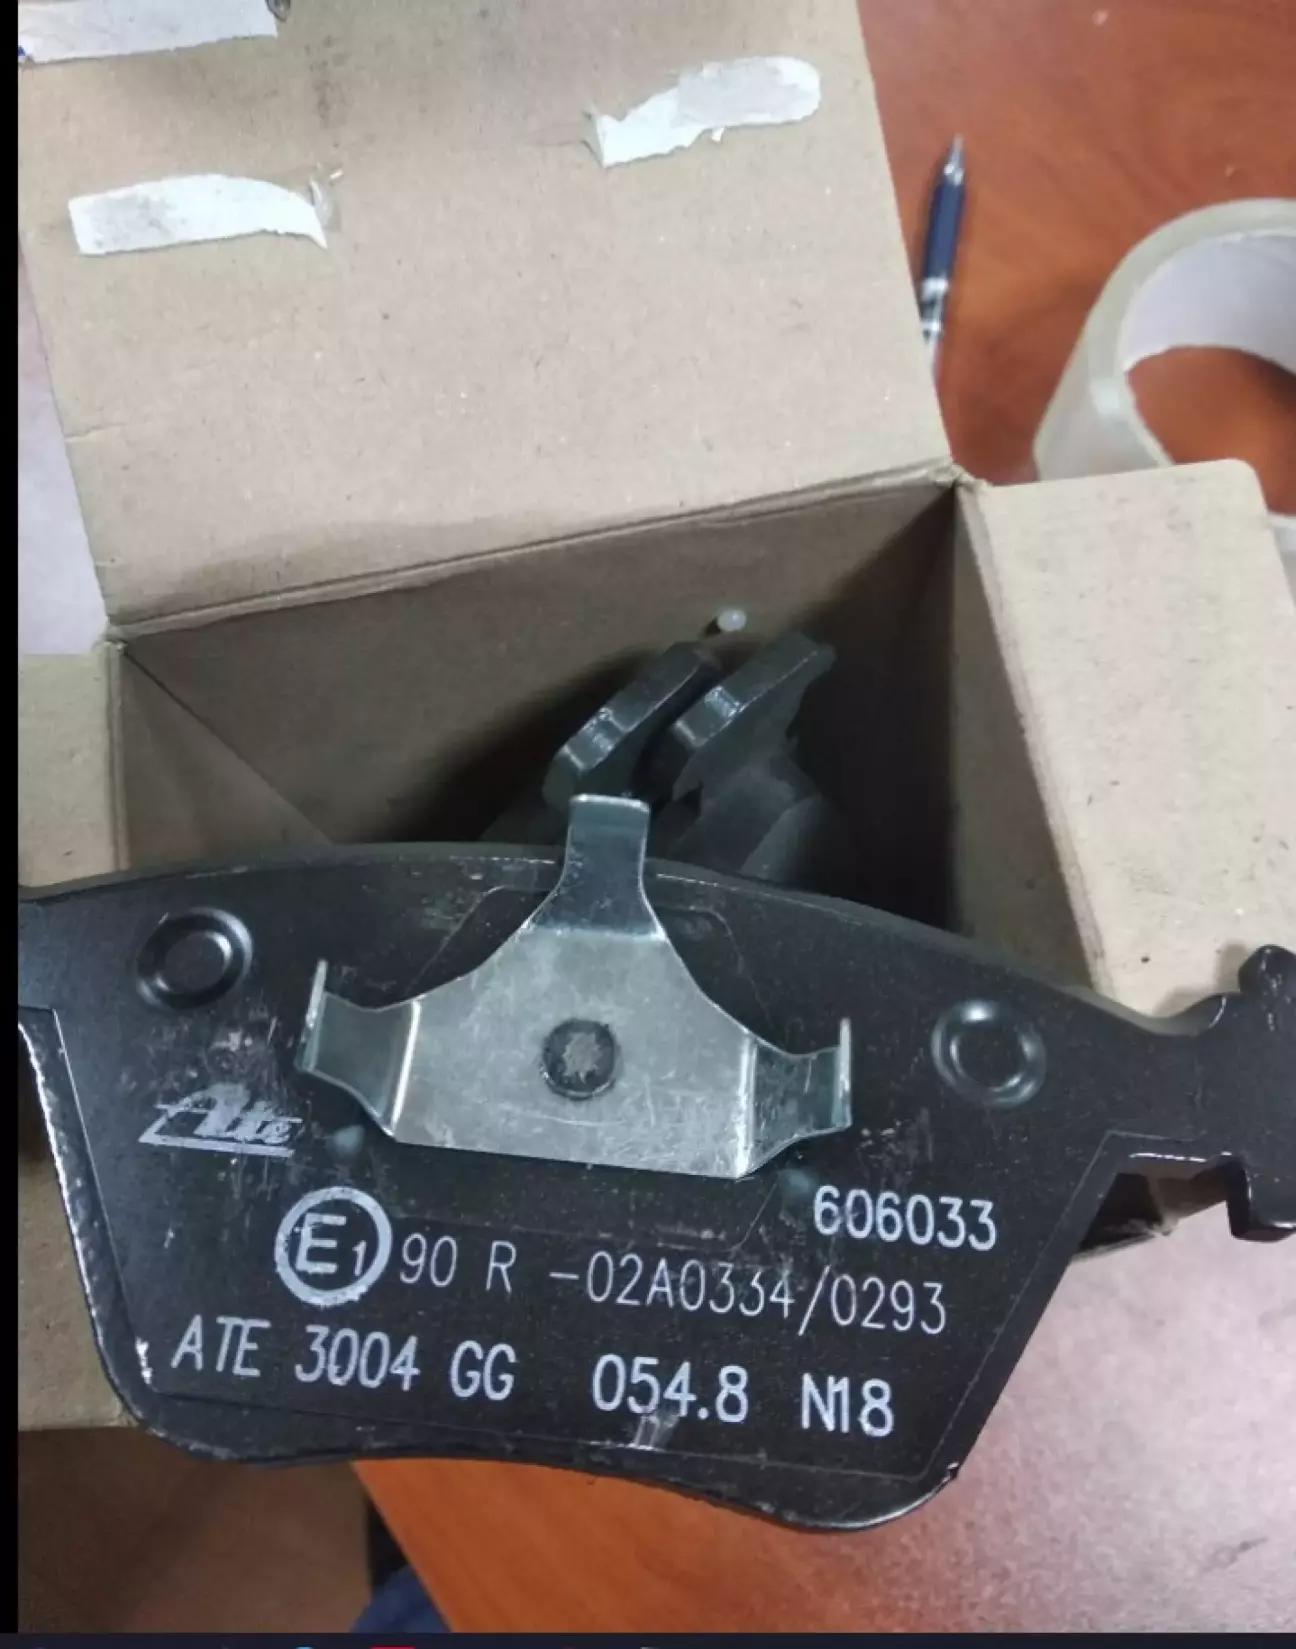 Ate
606033
E1 90 R -02A0334/0293
ATE 3004 GG 054.8 N18